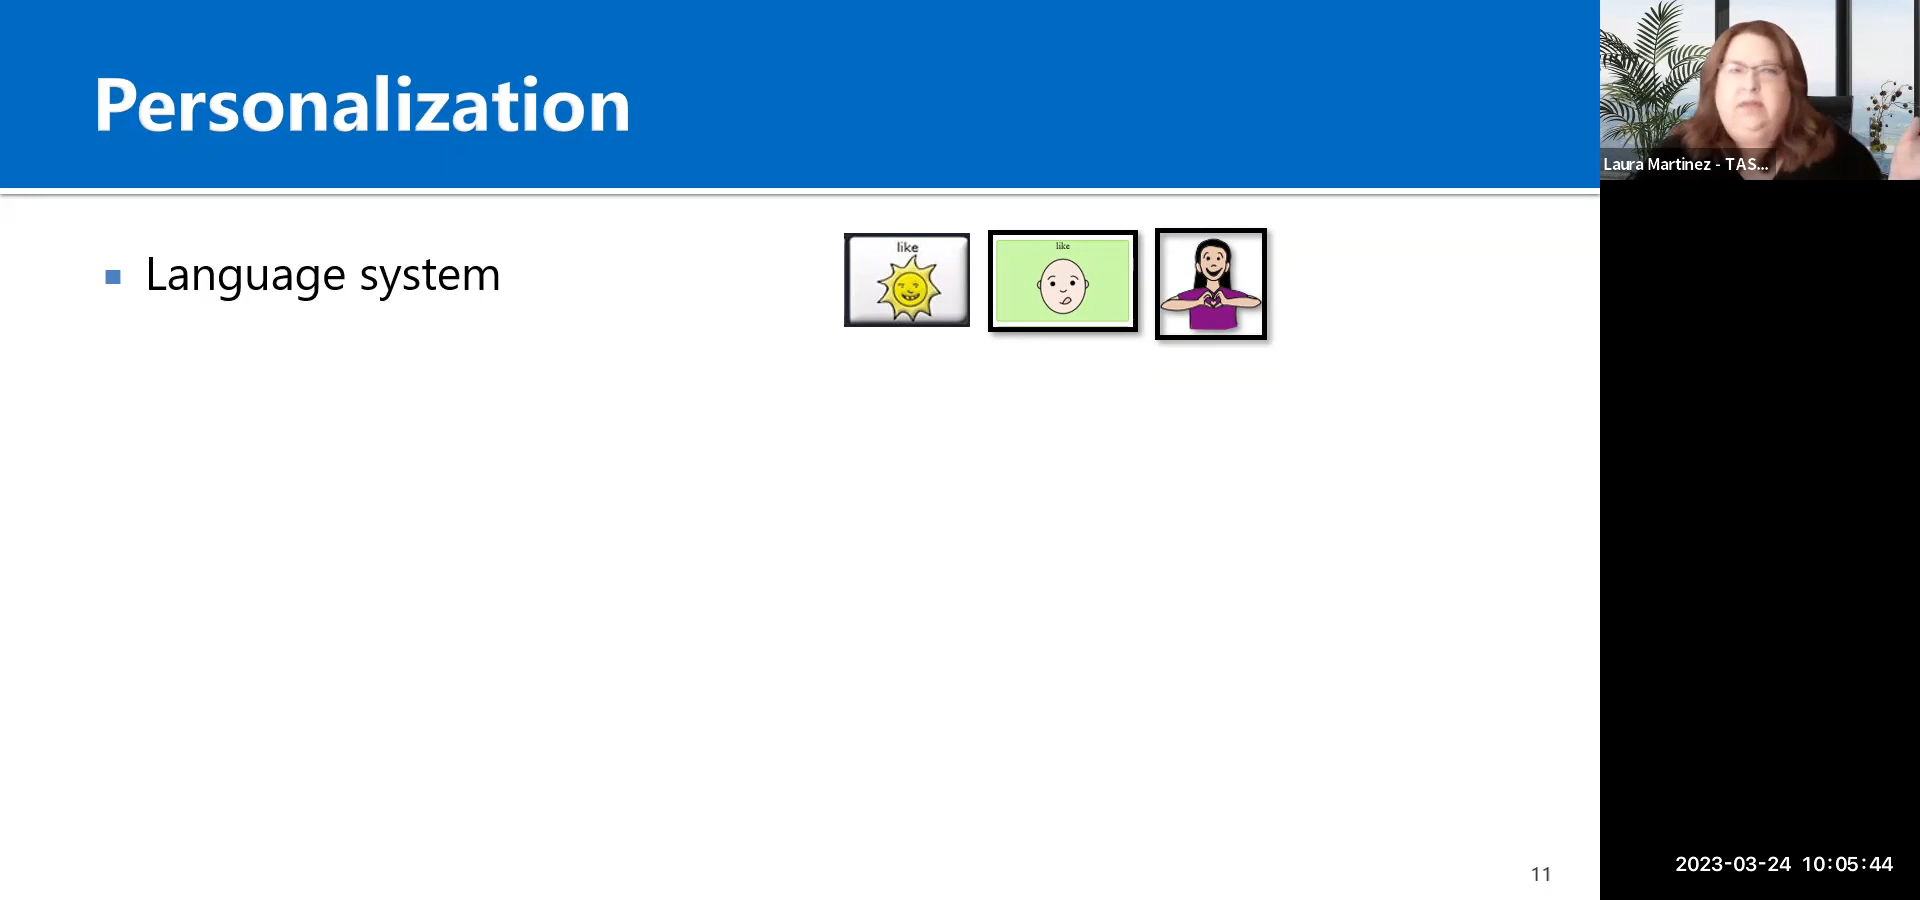 Personalization
Laura Martinez - TAS...
Language system
like
like
11
2023-03-24 10:05:44